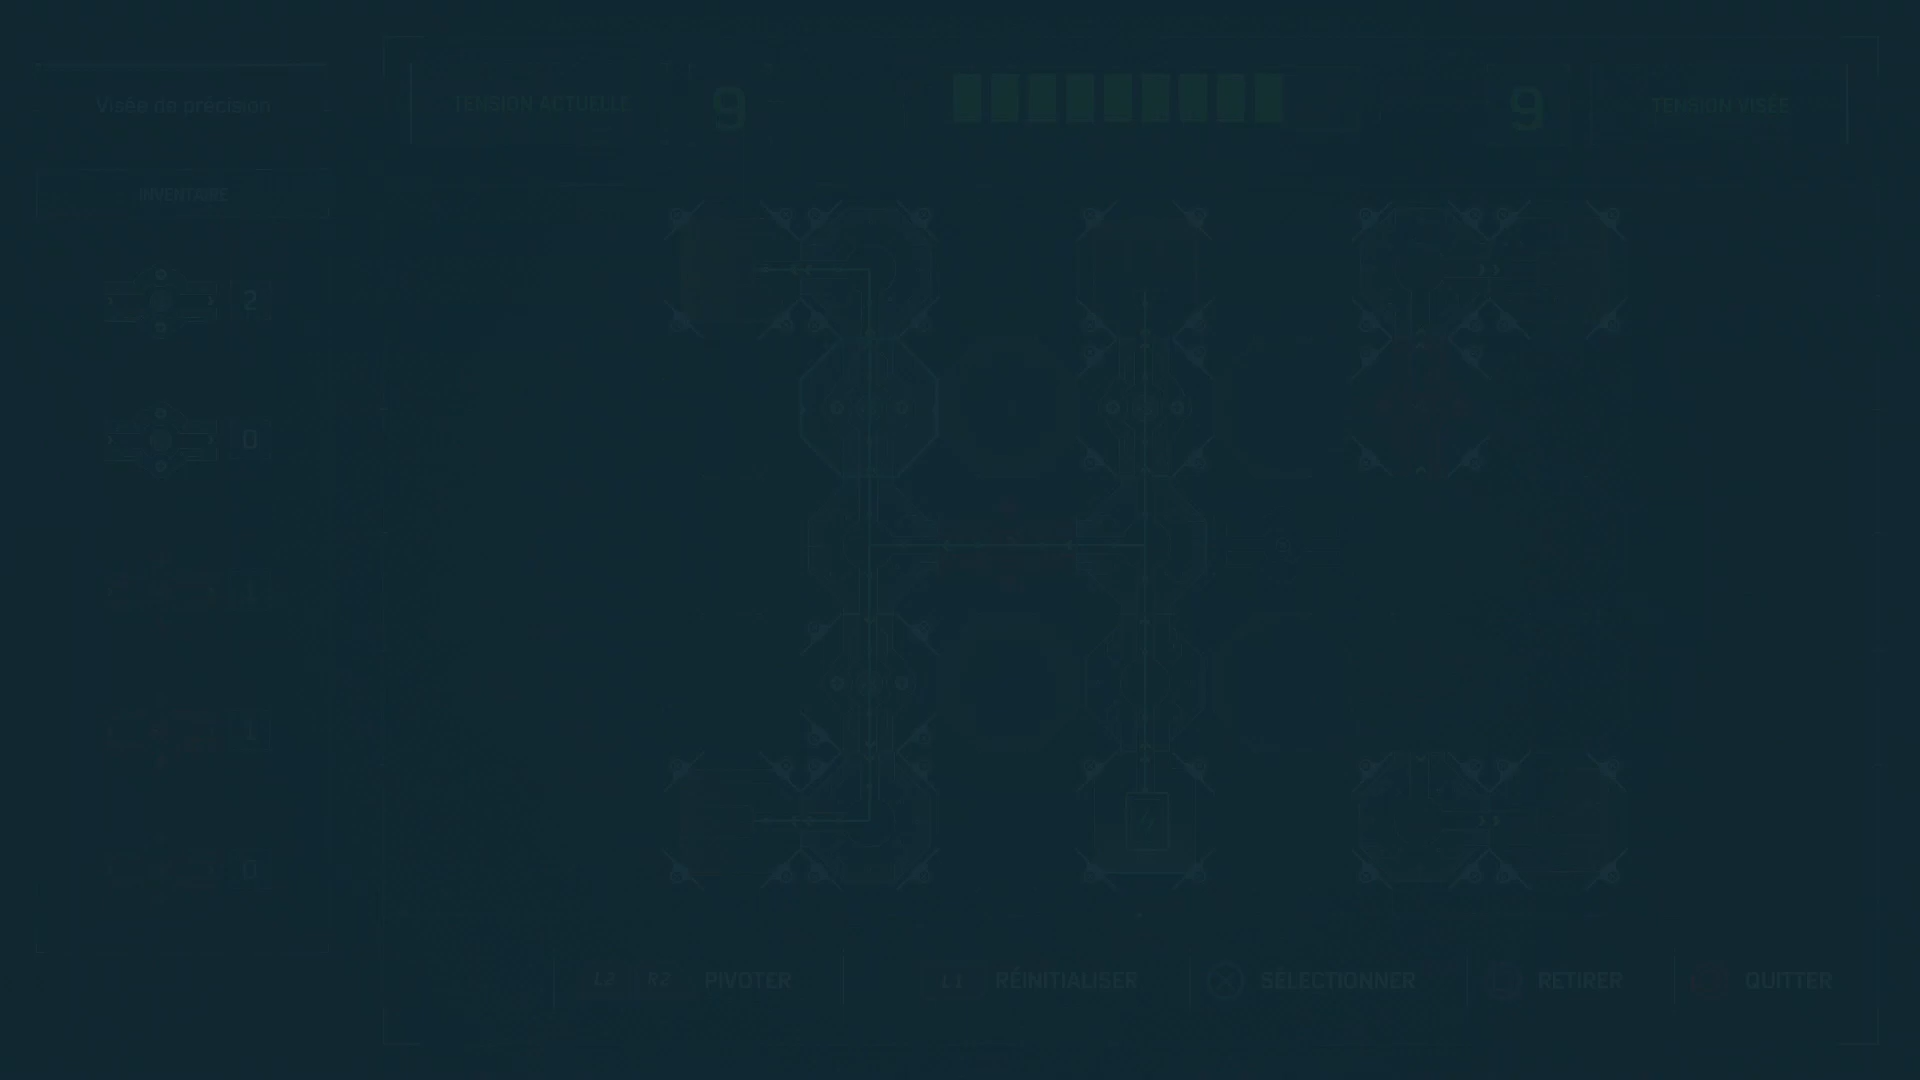 Visée de précision
TENSION ACTUELLE
9
9
TENSION VISÉE
INVENTAIRE
2
0
1
1
0
L2 R2 PIVOTER
L1 RÉINITIALISER
SÉLECTIONNER
RETIRER
QUITTER